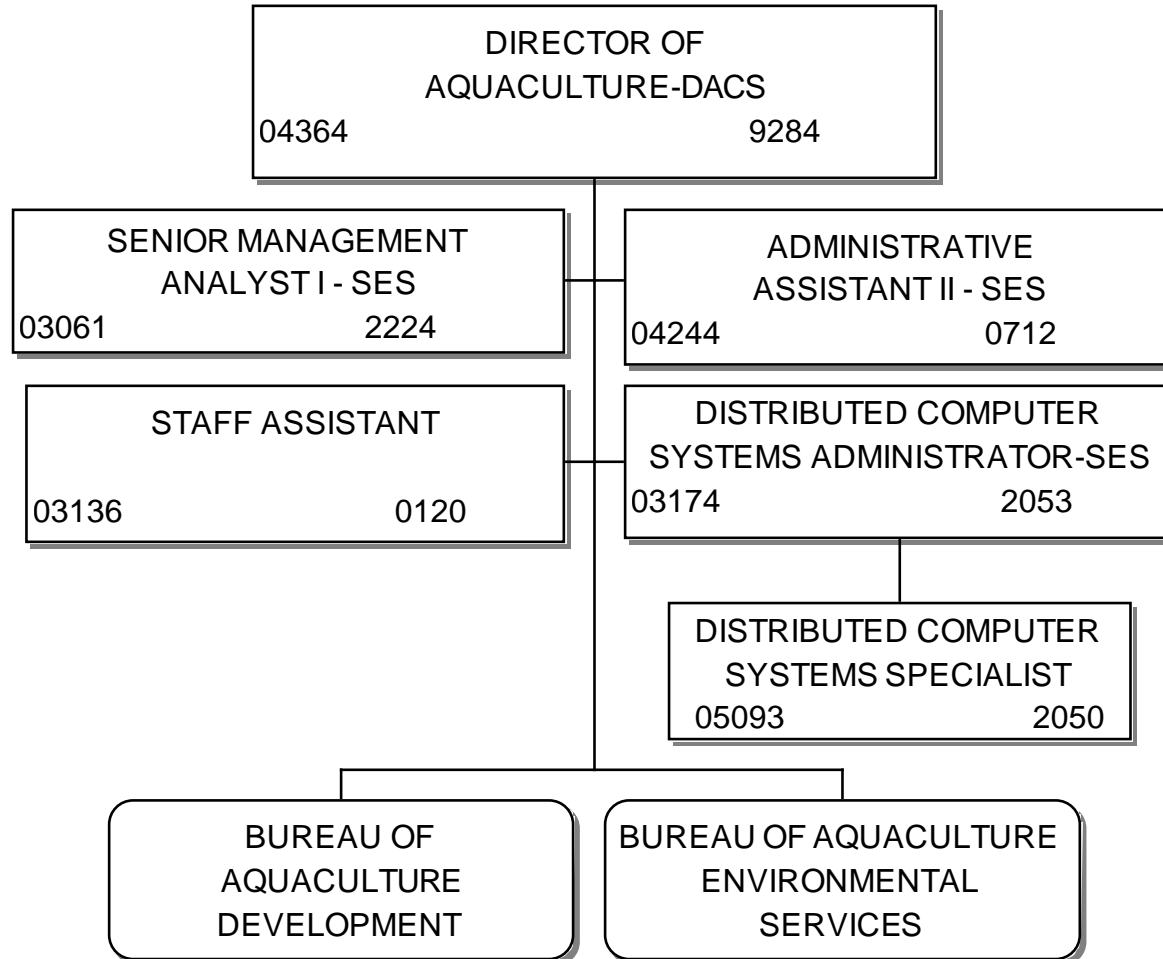 DIRECTOR OF
AQUACULTURE-DACS
04364 9284
SENIOR MANAGEMENT
ANALYST I - SES
03061 2224
ADMINISTRATIVE
ASSISTANT II - SES
04244 0712
STAFF ASSISTANT
03136 0120
DISTRIBUTED COMPUTER
SYSTEMS ADMINISTRATOR-SES
03174 2053
DISTRIBUTED COMPUTER
SYSTEMS SPECIALIST
05093 2050
BUREAU OF
AQUACULTURE
DEVELOPMENT
BUREAU OF AQUACULTURE
ENVIRONMENTAL
SERVICES